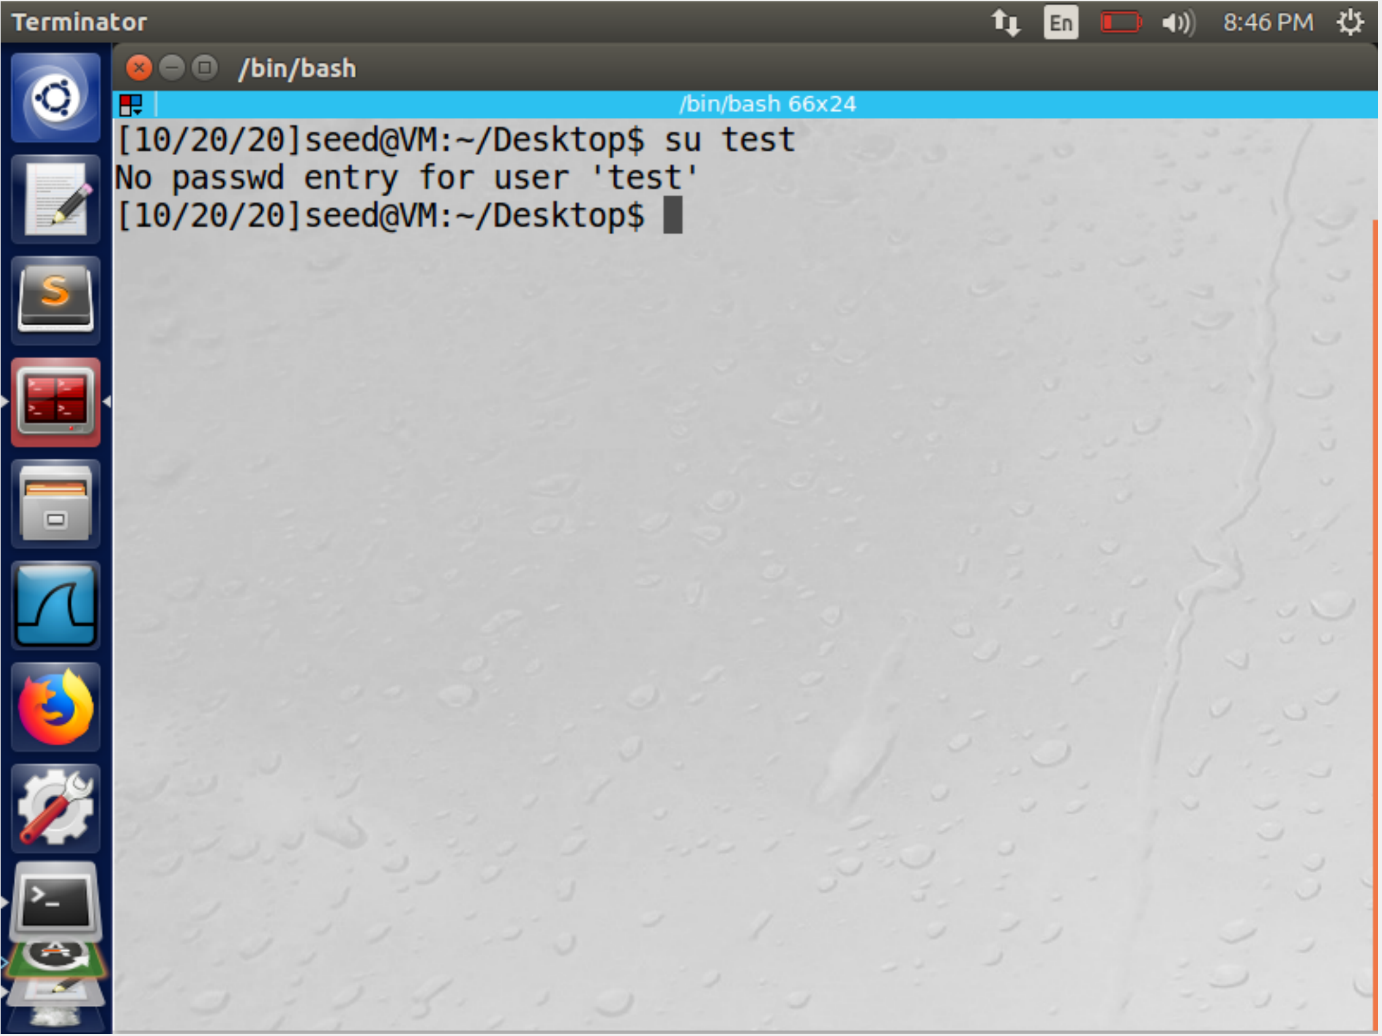 Terminator
En
8:46 PM
/bin/bash
/bin/bash 66x24
[10/20/20]seed@VM:~/Desktop$ su test
No passwd entry for user 'test'
[10/20/20]seed@VM:~/Desktop$